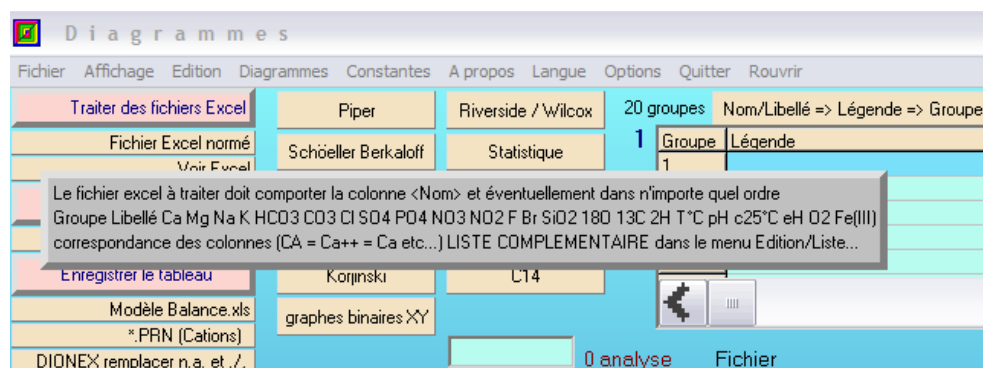 Diagrammes
Fichier Affichage Edition Diagrammes Constantes A propos Langue Options Quitter Rouvrir
Traiter des fichiers Excel Piper Riverside / Wilcox 20 groupes Nom/Libellé => Légende => Groupe
Fichier Excel normé Schöeller Berkaloff Statistique 1 Groupe Légende
Voir Excel 1
Le fichier excel à traiter doit comporter la colonne <Nom> et éventuellement dans n'importe quel ordre
Groupe Libellé Ca Mg Na K HCO3 CO3 Cl SO4 PO4 NO3 NO2 F Br SiO2 18O 13C 2H T°C pH c25°C eH O2 Fe(III)
correspondance des colonnes (CA = Ca++ = Ca etc...) LISTE COMPLEMENTAIRE dans le menu Edition/Liste...
Enregistrer le tableau Korjinski C14
Modèle Balance.xls graphes binaires XY
*.PRN (Cations)
DIONEX remplacer n.a. et ./. 0 analyse Fichier